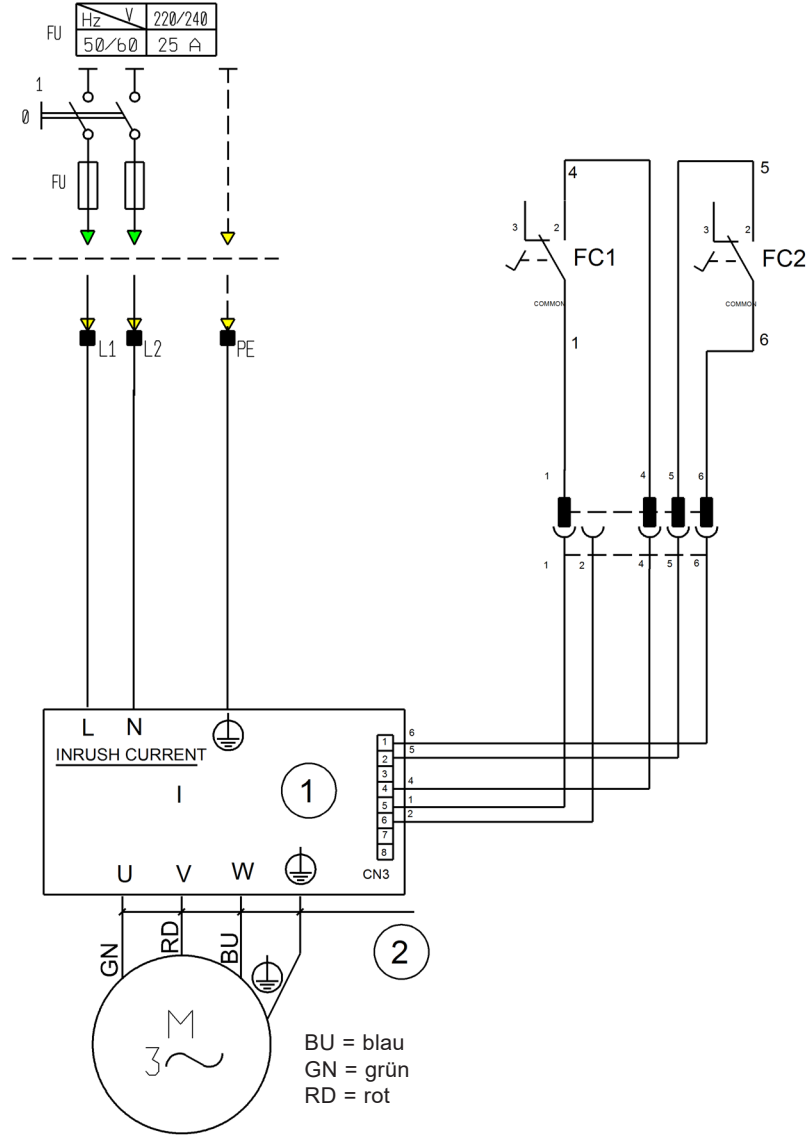 FU
Hz V 220/240
50/60 25 A
1
0
FU
L1 L2 PE
4
3 2
FC1
COMMON
1
5
3 2
FC2
COMMON
6
1 4 5 6
1 2 4 5 6
L N
INRUSH CURRENT
I
1
1 6
2 5
3
4 4
5 1
6 2
7
8
CN3
U V W
GN RD BU
2
M
3~
BU = blau
GN = grün
RD = rot